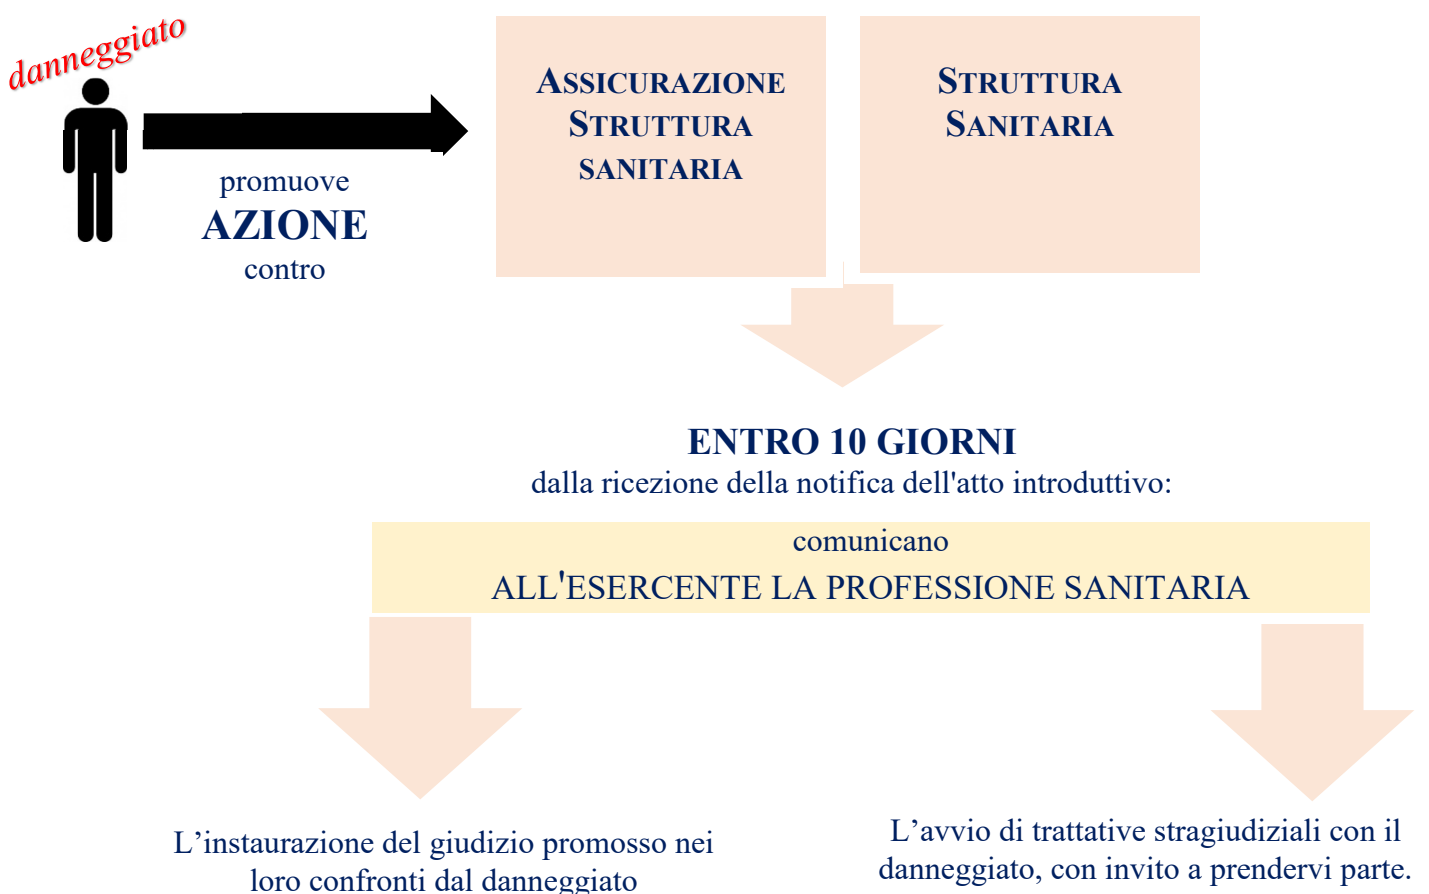 danneggiato
promuove
AZIONE
contro
ASSICURAZIONE
STRUTTURA
SANITARIA
STRUTTURA
SANITARIA
ENTRO 10 GIORNI
dalla ricezione della notifica dell'atto introduttivo:
comunicano
ALL'ESERCENTE LA PROFESSIONE SANITARIA
L’instaurazione del giudizio promosso nei
loro confronti dal danneggiato
L’avvio di trattative stragiudiziali con il
danneggiato, con invito a prendervi parte.